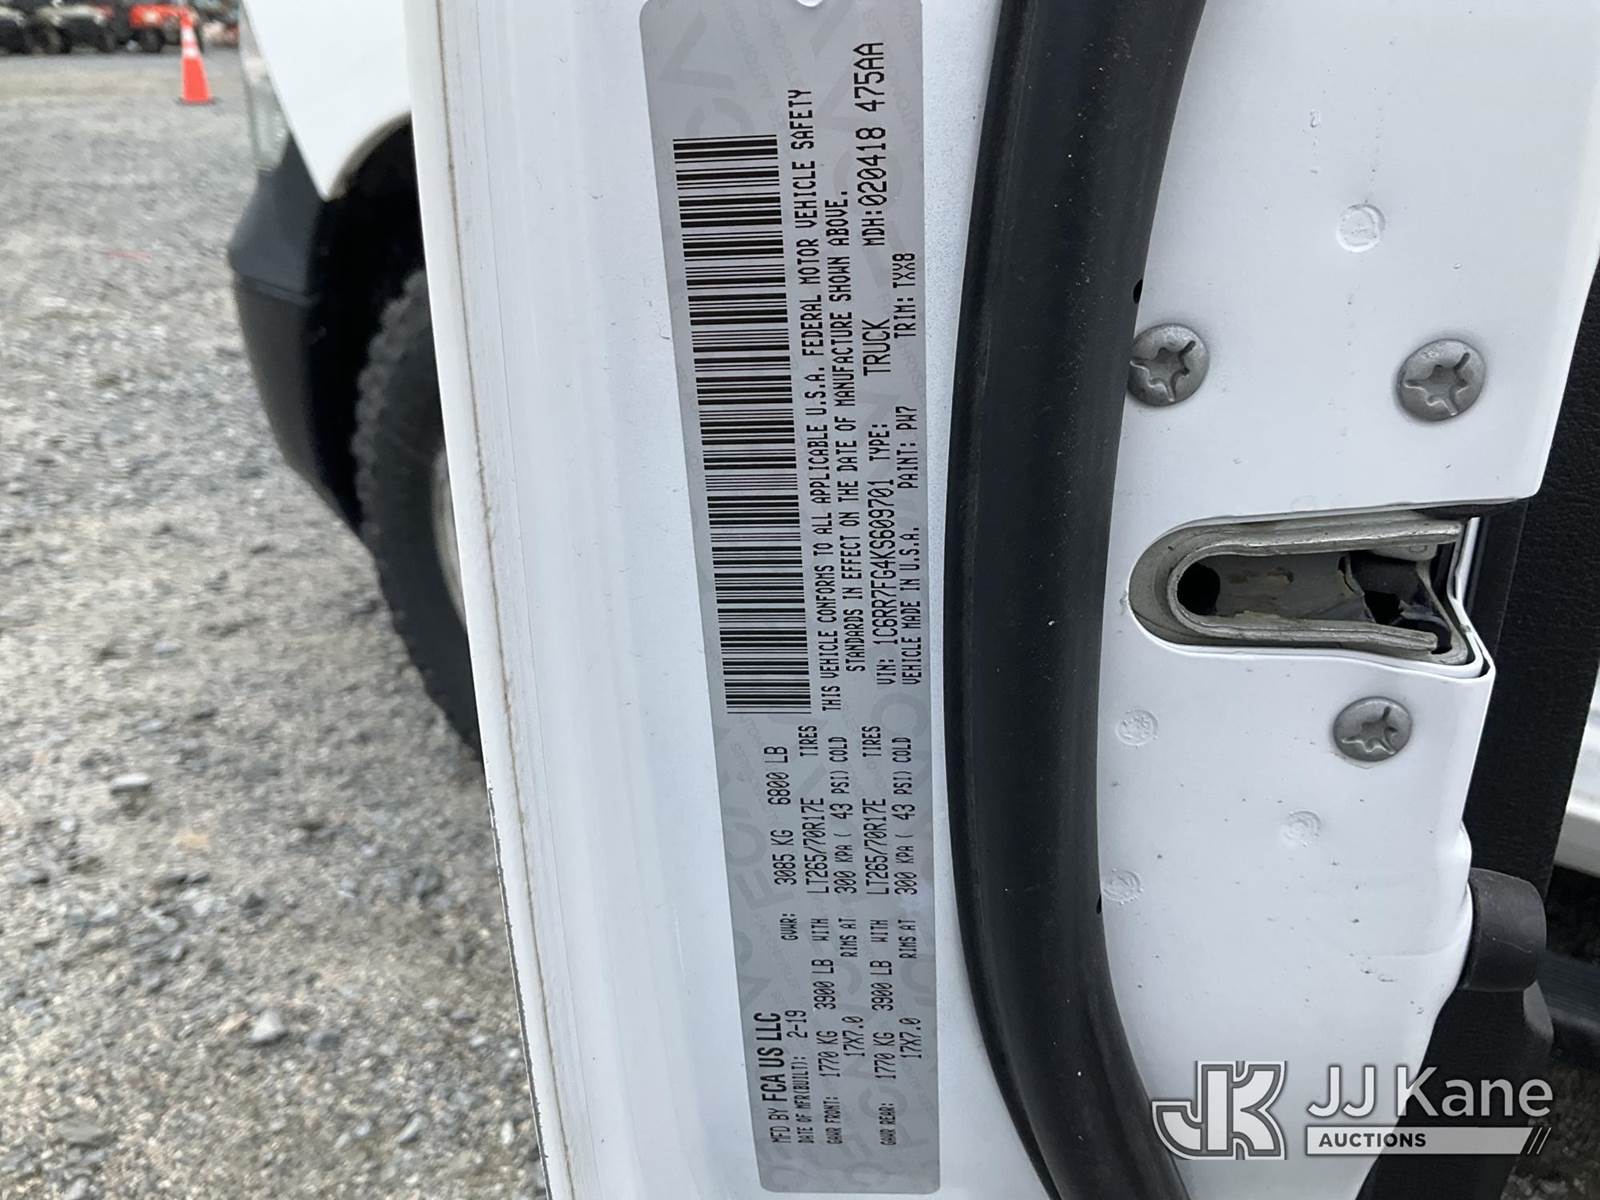 MFD BY FCA US LLC
DATE OF MFR(BUILT): 2-19 GVWR: 3085 KG 6800 LB
GAWR FRONT: 1770 KG 3900 LB WITH LT265/70R17E TIRES
17X7.0 RIMS AT 300 KPA ( 43 PSI) COLD
GAWR REAR: 1770 KG 3900 LB WITH LT265/70R17E TIRES
17X7.0 RIMS AT 300 KPA ( 43 PSI) COLD
THIS VEHICLE CONFORMS TO ALL APPLICABLE U.S.A. FEDERAL MOTOR VEHICLE SAFETY
STANDARDS IN EFFECT ON THE DATE OF MANUFACTURE SHOWN ABOVE.
VIN: 1C6RR7FG4KS609701 TYPE: TRUCK MDH:020418 475AA
VEHICLE MADE IN U.S.A. PAINT: PW7 TRIM: TXX8
JK JJ Kane
AUCTIONS